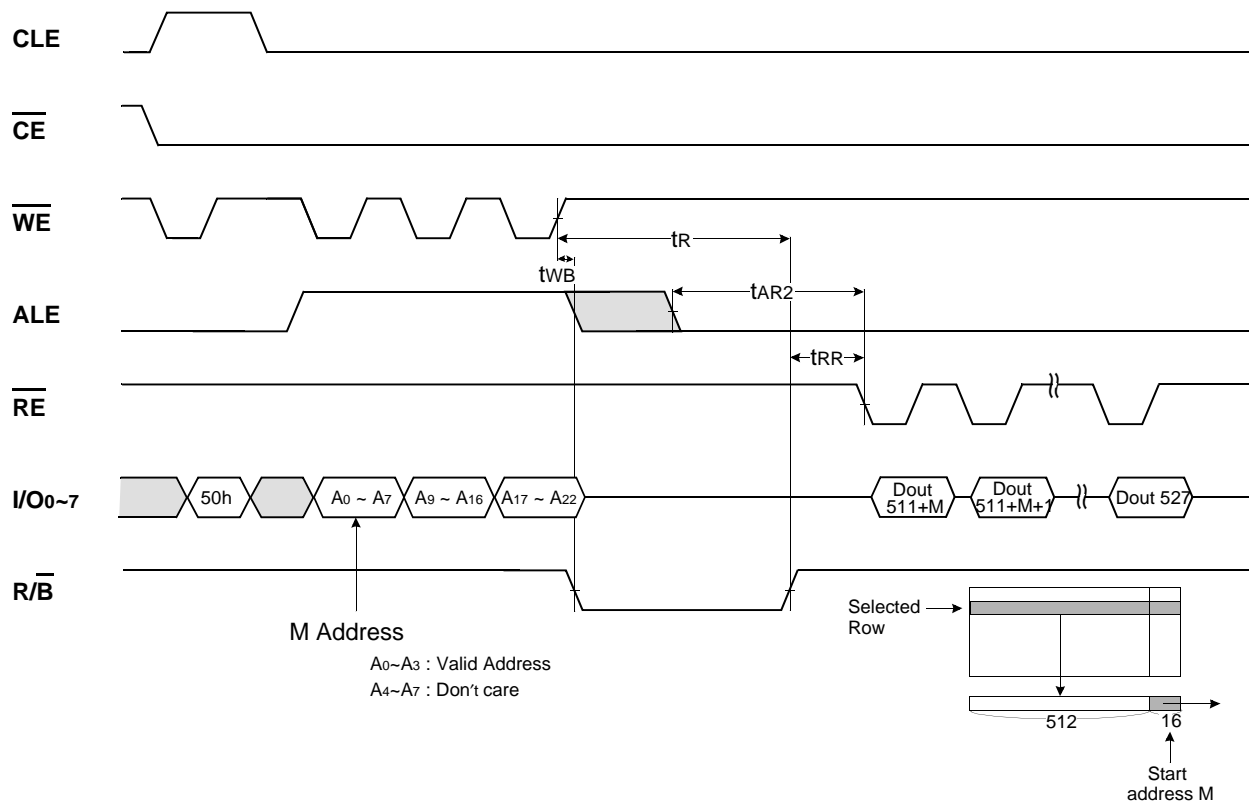 CLE
CE
WE
tR
tWB
ALE
tAR2
tRR
RE
I/O0~7
50h
A0 ~ A7
A9 ~ A16
A17 ~ A22
Dout
511+M
Dout
511+M+1
Dout 527
R/B
M Address
A0~A3 : Valid Address
A4~A7 : Don't care
Selected
Row
512
16
Start
address M